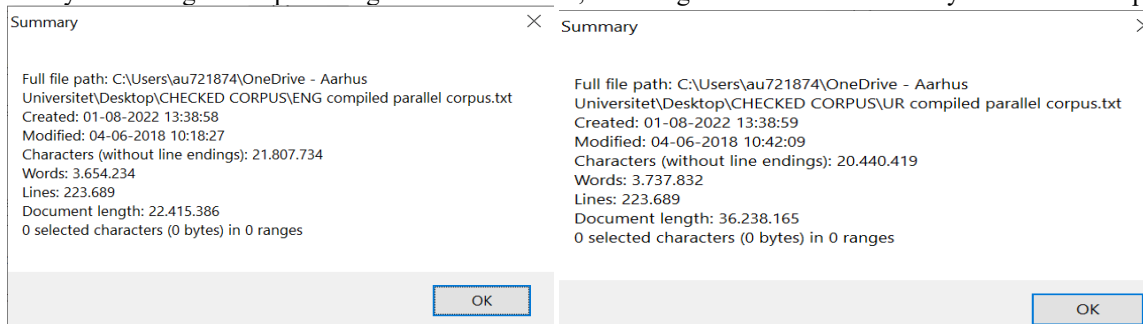 Summary
Full file path: C:\Users\au721874\OneDrive - Aarhus
Universitet\Desktop\CHECKED CORPUS\ENG compiled parallel corpus.txt
Created: 01-08-2022 13:38:58
Modified: 04-06-2018 10:18:27
Characters (without line endings): 21.807.734
Words: 3.654.234
Lines: 223.689
Document length: 22.415.386
0 selected characters (0 bytes) in 0 ranges
OK
Summary
Full file path: C:\Users\au721874\OneDrive - Aarhus
Universitet\Desktop\CHECKED CORPUS\UR compiled parallel corpus.txt
Created: 01-08-2022 13:38:59
Modified: 04-06-2018 10:42:09
Characters (without line endings): 20.440.419
Words: 3.737.832
Lines: 223.689
Document length: 36.238.165
0 selected characters (0 bytes) in 0 ranges
OK